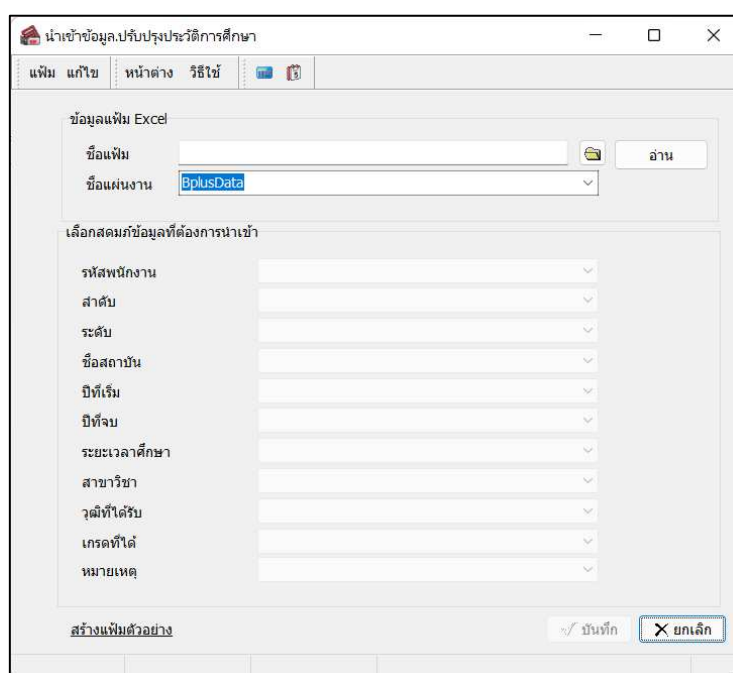 นำเข้าข้อมูล.ปรับปรุงประวัติการศึกษา
แฟ้ม แก้ไข หน้าต่าง วิธีใช้
ข้อมูลแฟ้ม Excel
ชื่อแฟ้ม อ่าน
ชื่อแผ่นงาน BplusData
เลือกสดมภ์ข้อมูลที่ต้องการนำเข้า
รหัสพนักงาน
ลำดับ
ระดับ
ชื่อสถาบัน
ปีที่เริ่ม
ปีที่จบ
ระยะเวลาศึกษา
สาขาวิชา
วุฒิที่ได้รับ
เกรดที่ได้
หมายเหตุ
สร้างแฟ้มตัวอย่าง บันทึก ยกเลิก